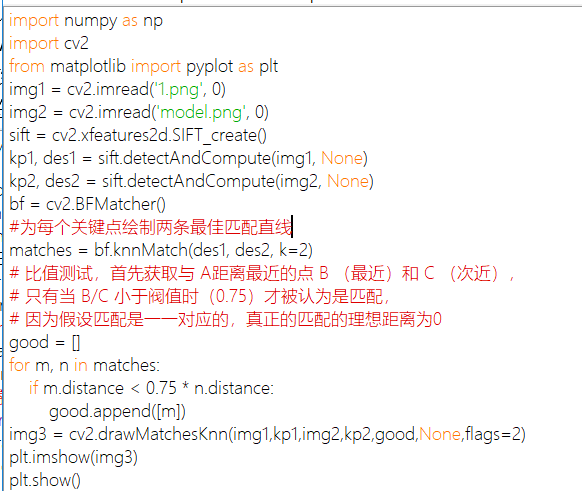 import numpy as np
import cv2
from matplotlib import pyplot as plt
img1 = cv2.imread('1.png', 0)
img2 = cv2.imread('model.png', 0)
sift = cv2.xfeatures2d.SIFT_create()
kp1, des1 = sift.detectAndCompute(img1, None)
kp2, des2 = sift.detectAndCompute(img2, None)
bf = cv2.BFMatcher()
#为每个关键点绘制两条最佳匹配直线
matches = bf.knnMatch(des1, des2, k=2)
# 比值测试，首先获取与 A距离最近的点 B （最近）和 C （次近），
# 只有当 B/C 小于阀值时（0.75）才被认为是匹配，
# 因为假设匹配是一一对应的，真正的匹配的理想距离为0
good = []
for m, n in matches:
    if m.distance < 0.75 * n.distance:
        good.append([m])
img3 = cv2.drawMatchesKnn(img1,kp1,img2,kp2,good,None,flags=2)
plt.imshow(img3)
plt.show()